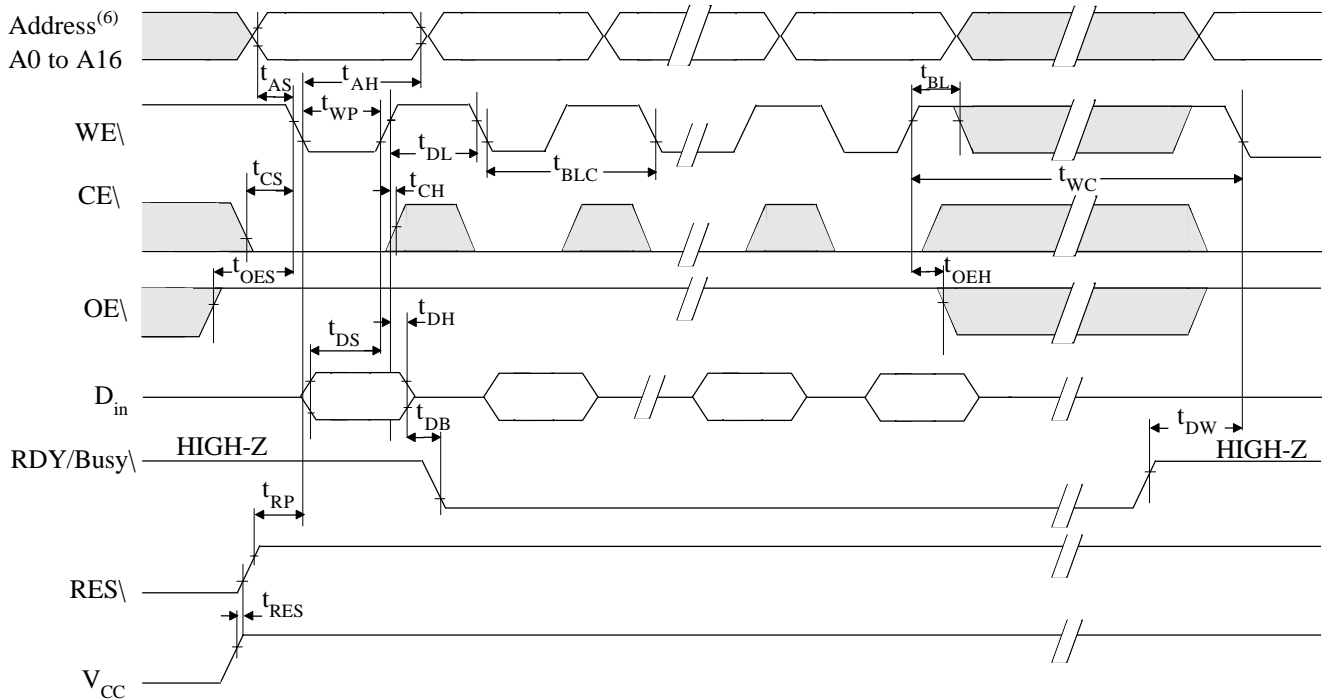 Address(6)
A0 to A16
tAS
tAH
tBL
tWP
WE\
tDL
tBLC
tCS
tCH
tWC
CE\
tOES
tOEH
OE\
tDH
tDS
Din
tDB
tDW
HIGH-Z
HIGH-Z
RDY/Busy\
tRP
RES\
tRES
VCC